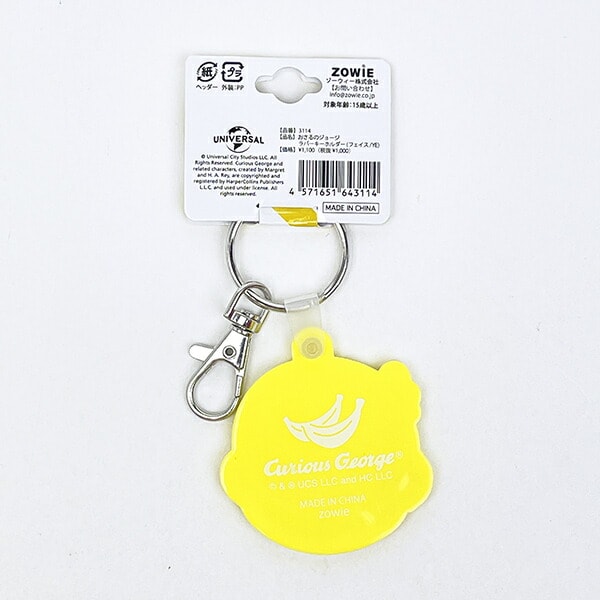 紙
ヘッダー
プラ
外装:PP
ZOWiE
ゾーウィー株式会社
【お問い合わせ】
info@zowie.co.jp
対象年齢:15歳以上
UNIVERSAL
© Universal City Studios LLC. All
Rights Reserved. Curious George and
related characters, created by Margret
and H. A. Rey, are copyrighted and
registered by HarperCollins Publishers
L.L.C. and used under license. All
rights reserved.
【品番】3114
【品名】おさるのジョージ
ラバーキーホルダー(フェイス/YE)
【価格】¥1,100(税抜 ¥1,000)
4 571651 643114
MADE IN CHINA
Curious George®
© & ® UCS LLC and HC LLC
MADE IN CHINA
ZOWIE